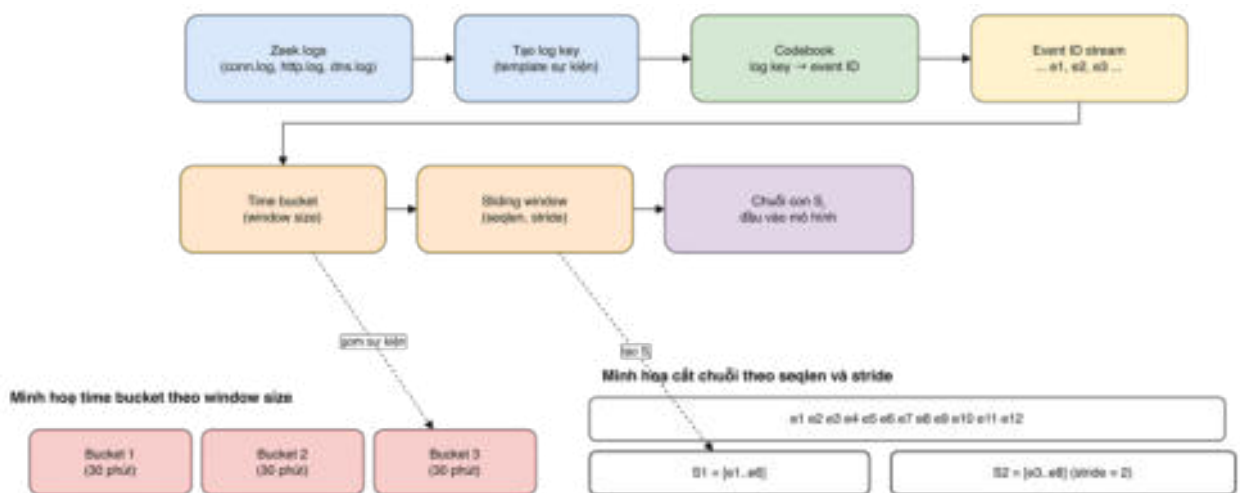 Zeek logs
(conn.log, http.log, dns.log)
Tạo log key
(template sự kiện)
Codebook
log key → event ID
Event ID stream
... e1, e2, e3 ...
Time bucket
(window size)
Sliding window
(seqlen, stride)
Chuỗi con S,
đầu vào mô hình
gom sự kiện
tạo S
Minh hoạ time bucket theo window size
Minh họa cắt chuỗi theo seqlen và stride
Bucket 1
(30 phút)
Bucket 2
(30 phút)
Bucket 3
(30 phút)
e1 e2 e3 e4 e5 e6 e7 e8 e9 e10 e11 e12
S1 = [e1..e6]
S2 = [e3..e8] (stride = 2)